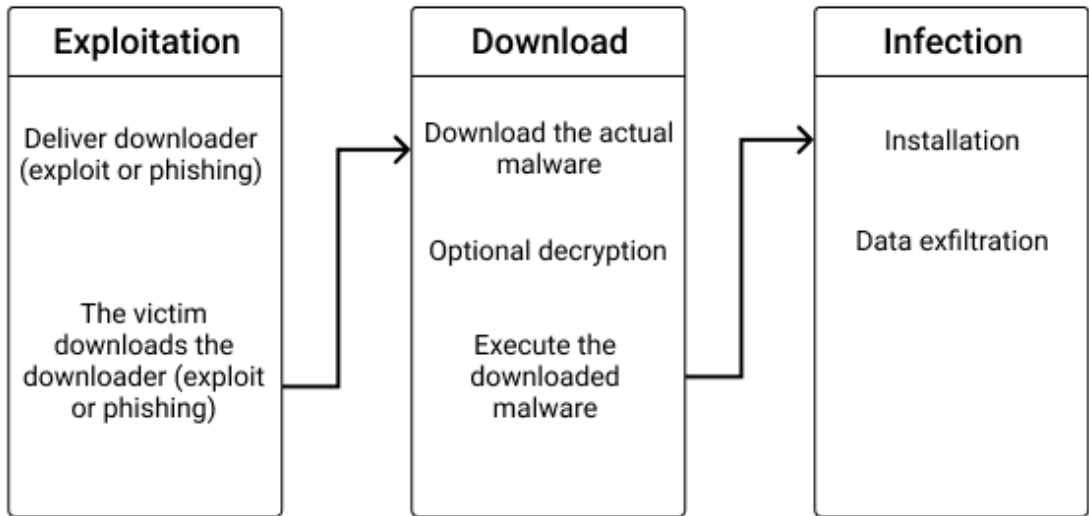 Exploitation
Deliver downloader
(exploit or phishing)
The victim
downloads the
downloader (exploit
or phishing)
Download
Download the actual
malware
Optional decryption
Execute the
downloaded
malware
Infection
Installation
Data exfiltration